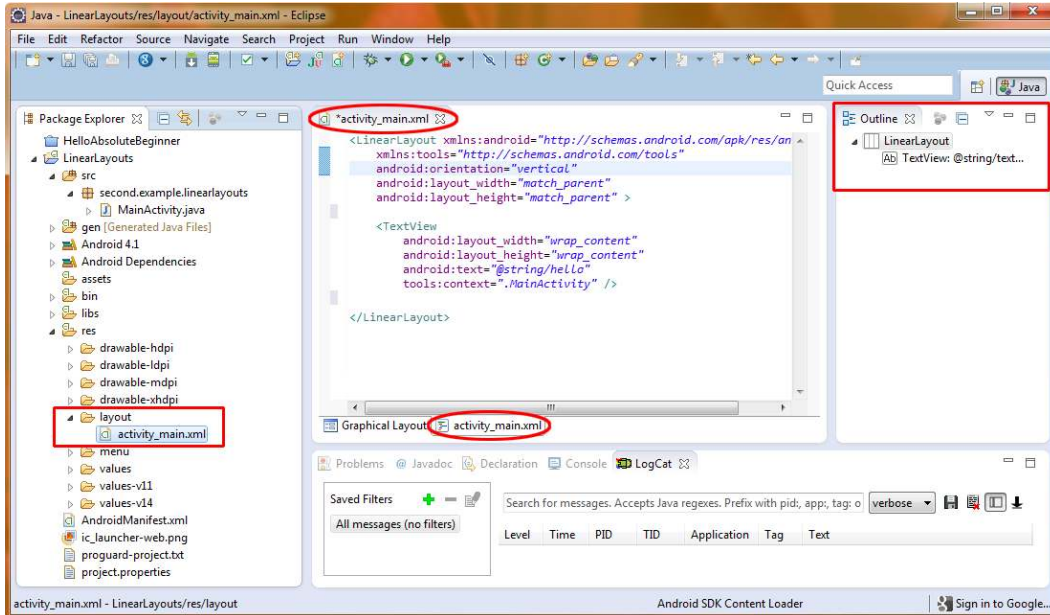 Java - LinearLayouts/res/layout/activity_main.xml - Eclipse
File Edit Refactor Source Navigate Search Project Run Window Help
Quick Access
Java
Package Explorer
HelloAbsoluteBeginner
LinearLayouts
src
second.example.linearlayouts
MainActivity.java
gen [Generated Java Files]
Android 4.1
Android Dependencies
assets
bin
libs
res
drawable-hdpi
drawable-ldpi
drawable-mdpi
drawable-xhdpi
layout
activity_main.xml
menu
values
values-v11
values-v14
AndroidManifest.xml
ic_launcher-web.png
proguard-project.txt
project.properties
*activity_main.xml
<LinearLayout xmlns:android="http://schemas.android.com/apk/res/an
xmlns:tools="http://schemas.android.com/tools"
android:orientation="vertical"
android:layout_width="match_parent"
android:layout_height="match_parent" >
<TextView
android:layout_width="wrap_content"
android:layout_height="wrap_content"
android:text="@string/hello"
tools:context=".MainActivity" />
</LinearLayout>
Graphical Layout activity_main.xml
Outline
LinearLayout
Ab TextView: @string/text...
Problems @ Javadoc Declaration Console LogCat
Saved Filters
All messages (no filters)
Search for messages. Accepts Java regexes. Prefix with pid:, app:, tag: o verbose
Level Time PID TID Application Tag Text
activity_main.xml - LinearLayouts/res/layout
Android SDK Content Loader
Sign in to Google...